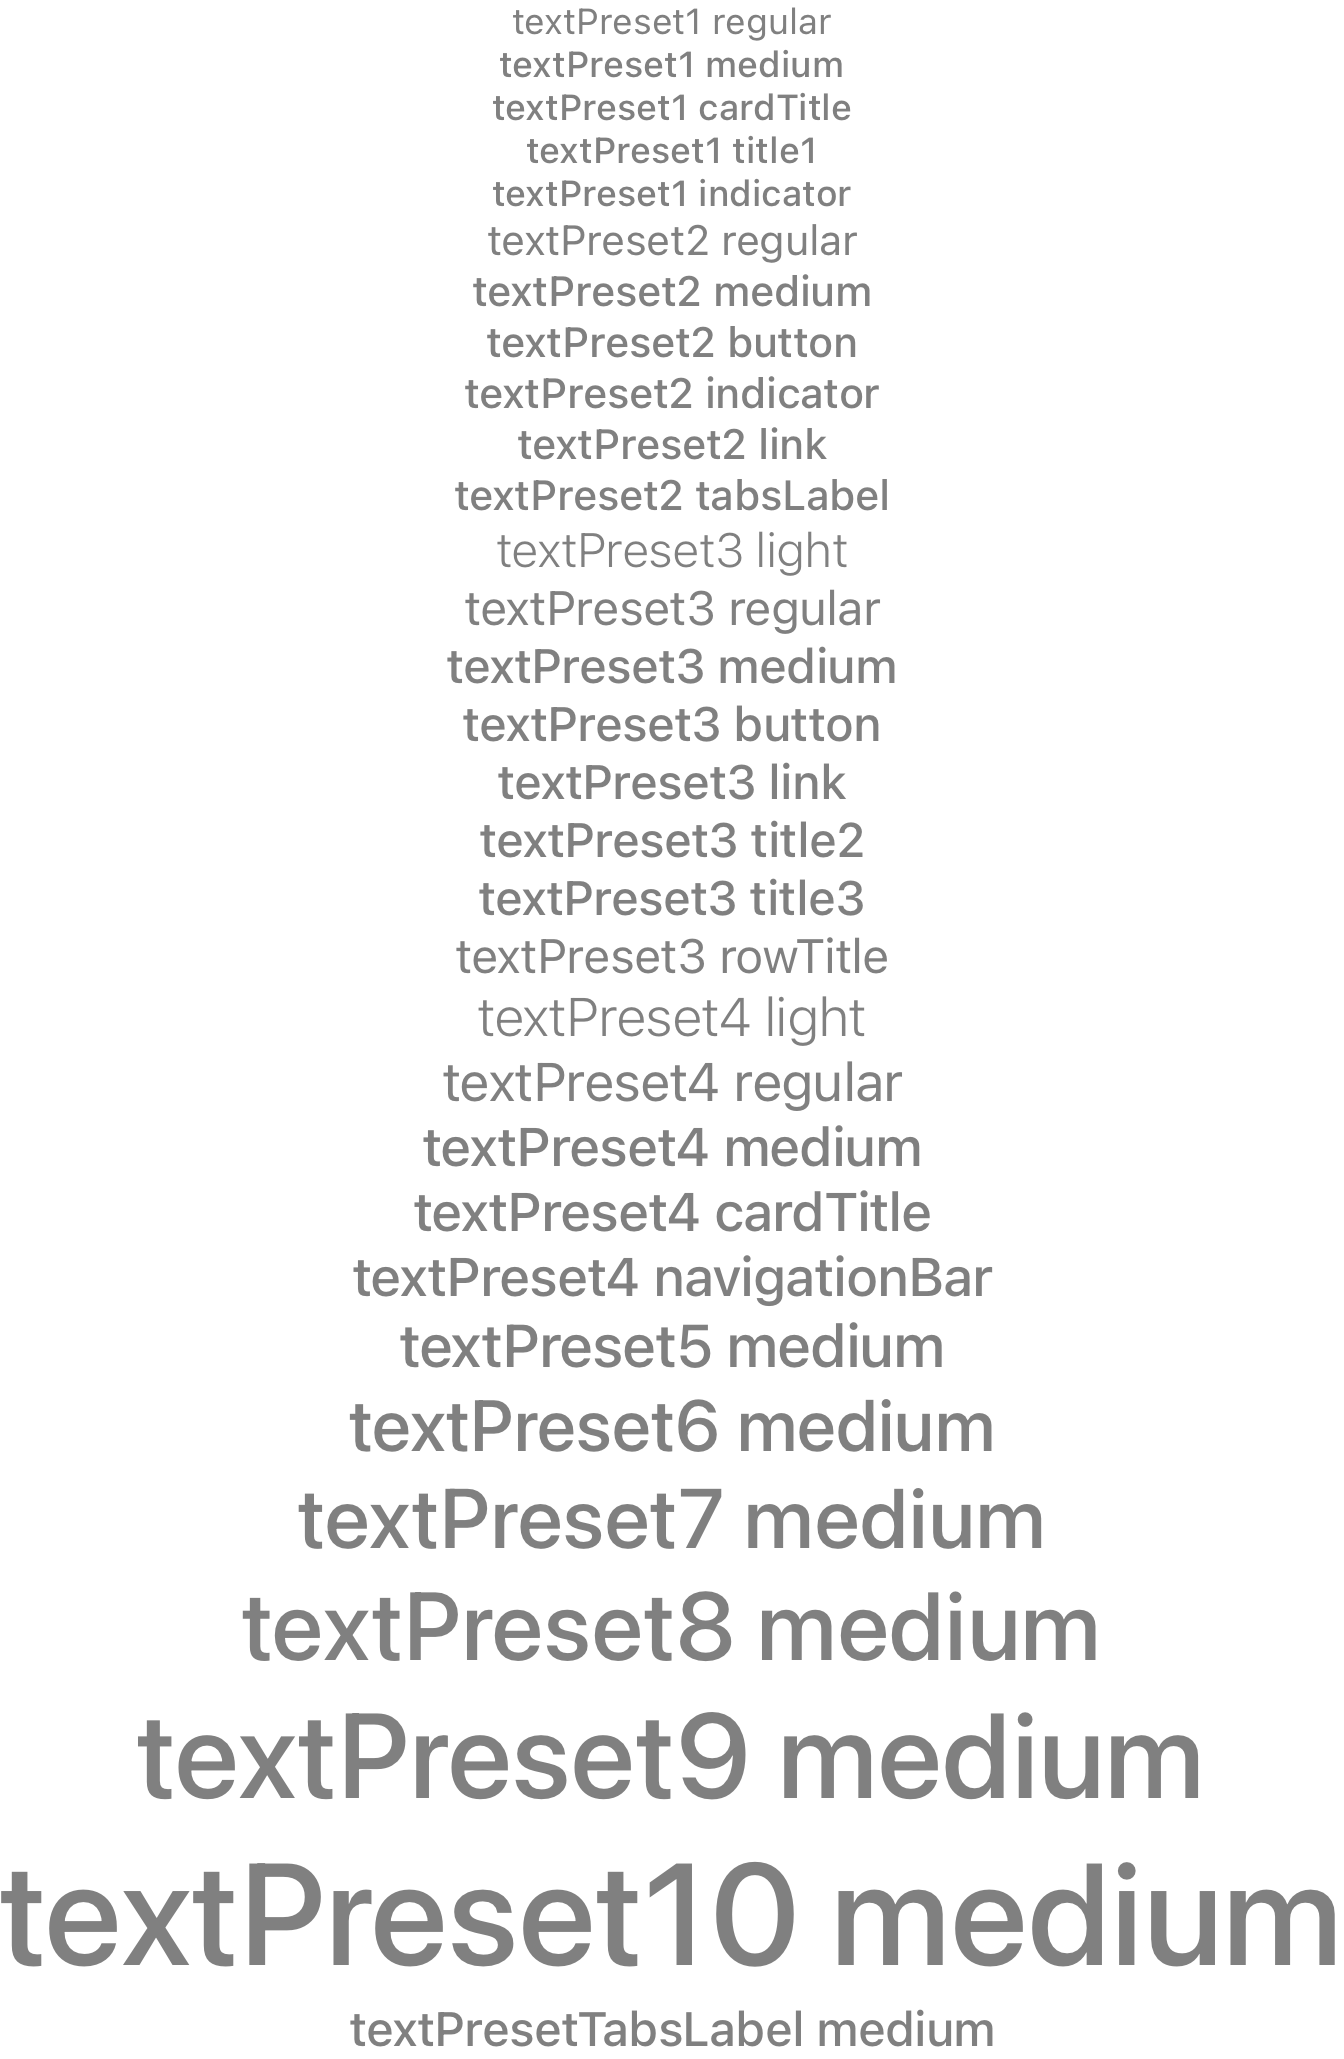 textPreset1 regular
textPreset1 medium
textPreset1 cardTitle
textPreset1 title1
textPreset1 indicator
textPreset2 regular
textPreset2 medium
textPreset2 button
textPreset2 indicator
textPreset2 link
textPreset2 tabsLabel
textPreset3 light
textPreset3 regular
textPreset3 medium
textPreset3 button
textPreset3 link
textPreset3 title2
textPreset3 title3
textPreset3 rowTitle
textPreset4 light
textPreset4 regular
textPreset4 medium
textPreset4 cardTitle
textPreset4 navigationBar
textPreset5 medium
textPreset6 medium
textPreset7 medium
textPreset8 medium
textPreset9 medium
textPreset10 medium
textPresetTabsLabel medium